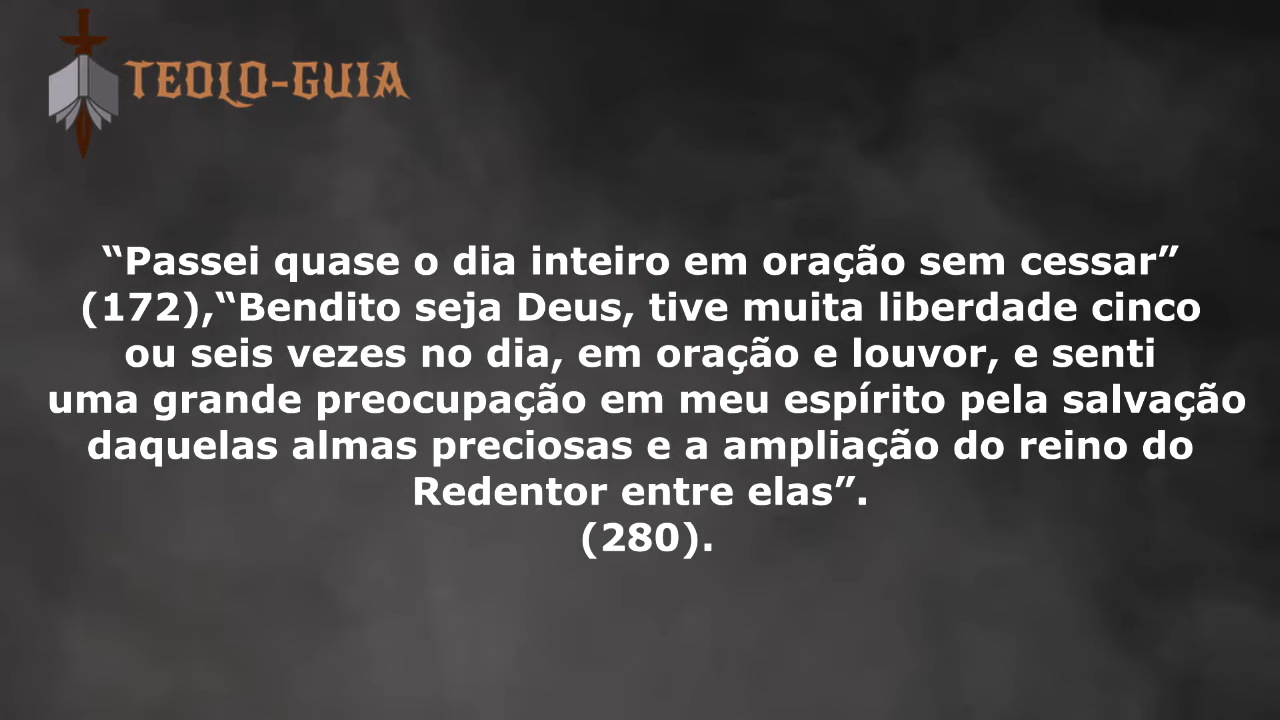 TEOLO-GUIA
“Passei quase o dia inteiro em oração sem cessar”
(172),“Bendito seja Deus, tive muita liberdade cinco
ou seis vezes no dia, em oração e louvor, e senti
uma grande preocupação em meu espírito pela salvação
daquelas almas preciosas e a ampliação do reino do
Redentor entre elas”.
(280).